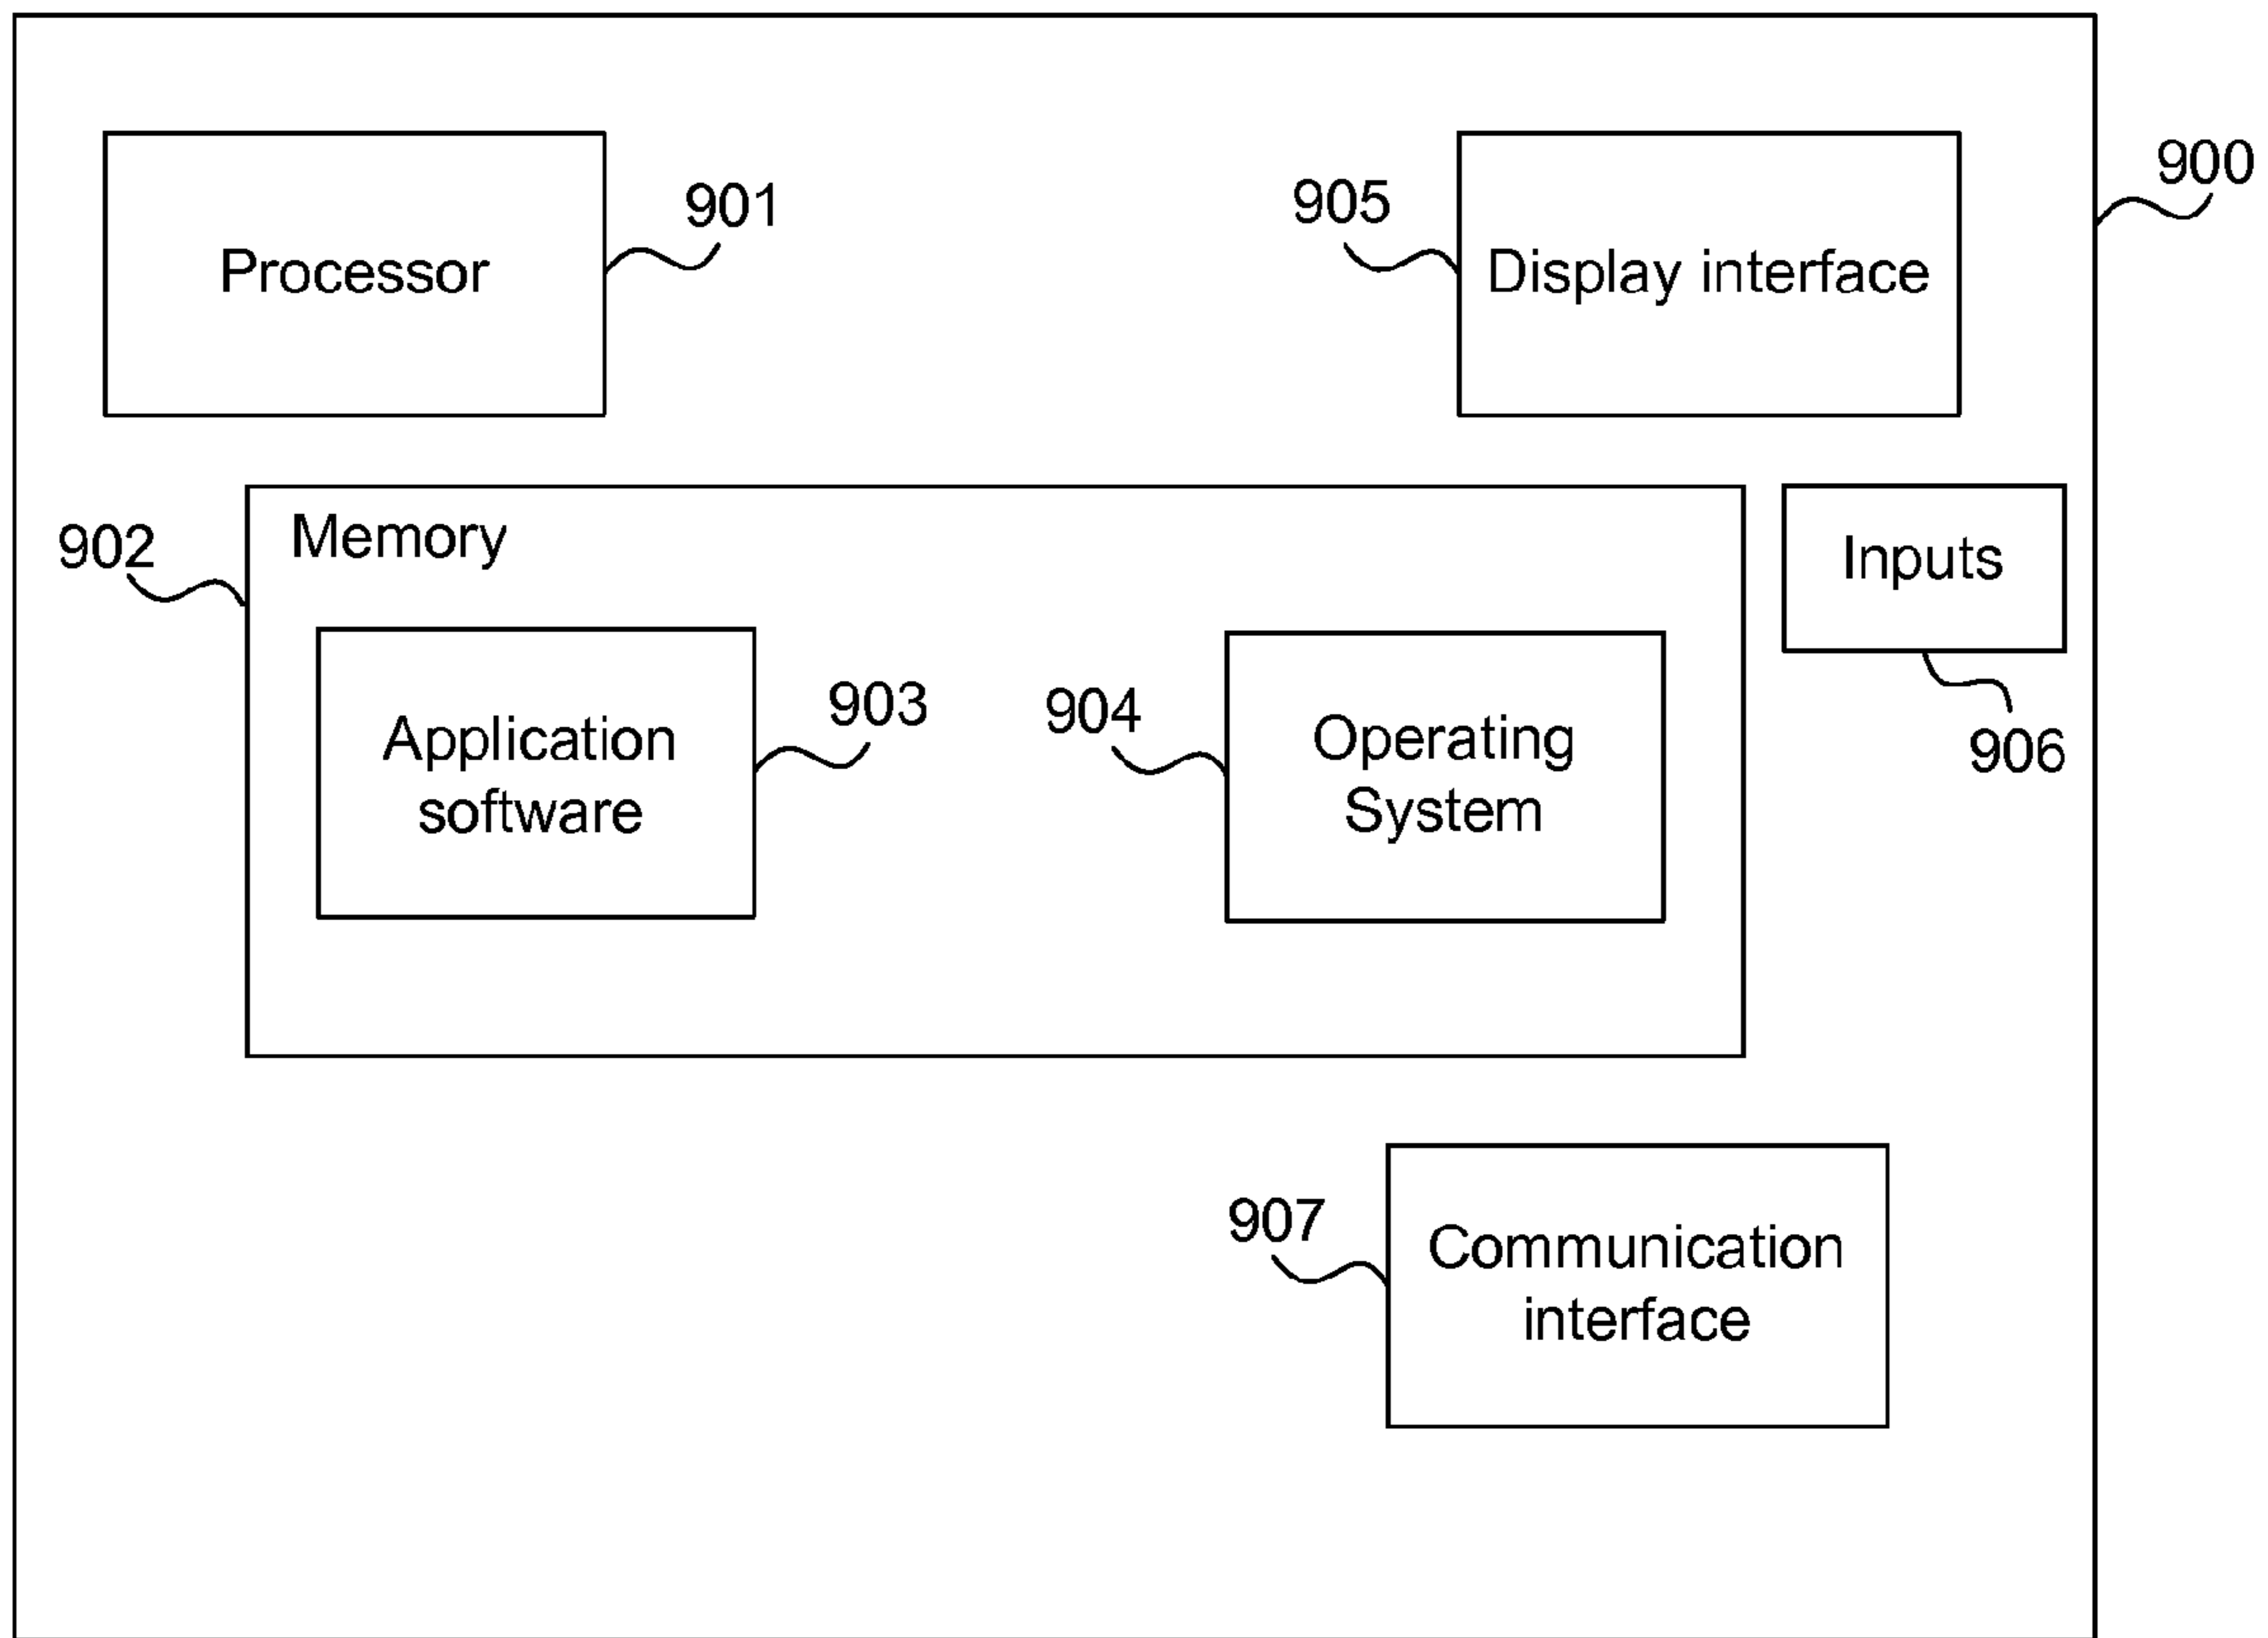 900
901
905
Processor
Display interface
Memory
902
Inputs
903
904
Application
software
Operating
System
906
907
Communication
interface